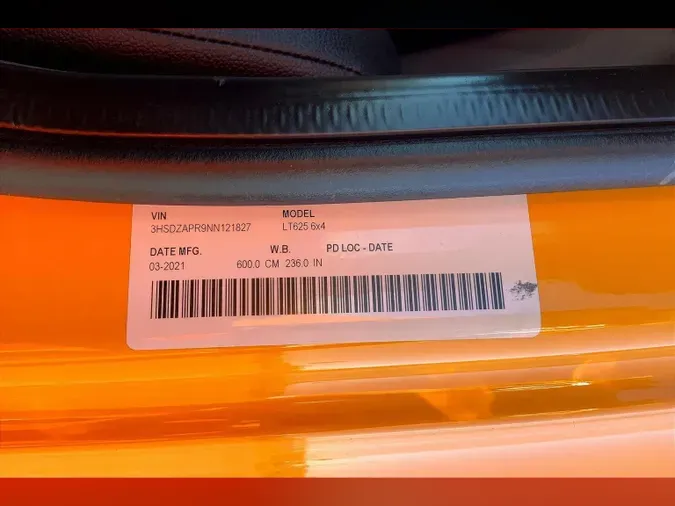 VIN MODEL
3HSDZAPR9NN121827 LT625 6x4
DATE MFG. W.B. PD LOC - DATE
03-2021 600.0 CM 236.0 IN